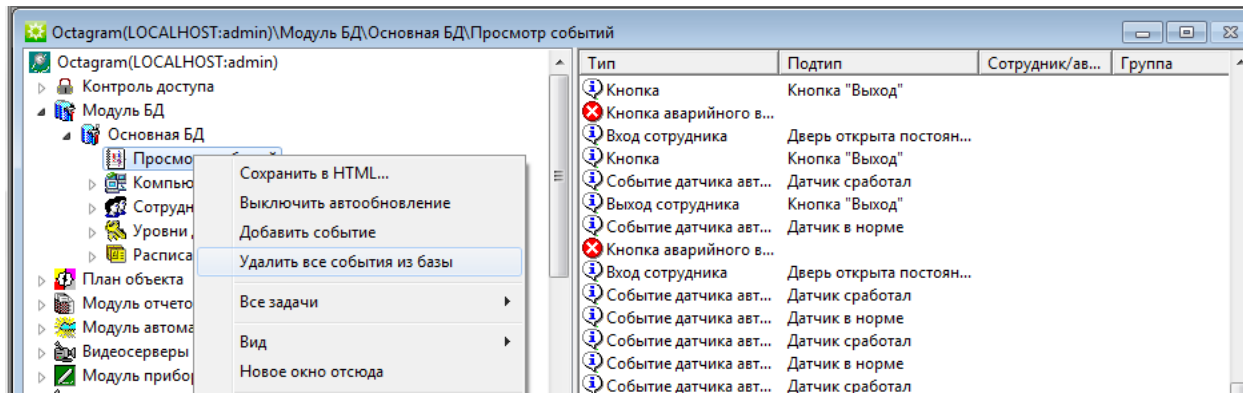 Octagram(LOCALHOST:admin)\Модуль БД\Основная БД\Просмотр событий
Octagram(LOCALHOST:admin)
Контроль доступа
Модуль БД
Основная БД
Просмо
Компью
Сотрудн
Уровни
Расписа
План объекта
Модуль отчето
Модуль автома
Видеосерверы
Модуль прибор
Сохранить в HTML...
Выключить автообновление
Добавить событие
Удалить все события из базы
Все задачи
Вид
Новое окно отсюда
Тип Подтип Сотрудник/ав... Группа
Кнопка Кнопка "Выход"
Кнопка аварийного в...
Вход сотрудника Дверь открыта постоян...
Кнопка Кнопка "Выход"
Событие датчика авт... Датчик сработал
Выход сотрудника Кнопка "Выход"
Событие датчика авт... Датчик в норме
Кнопка аварийного в...
Вход сотрудника Дверь открыта постоян...
Событие датчика авт... Датчик сработал
Событие датчика авт... Датчик в норме
Событие датчика авт... Датчик сработал
Событие датчика авт... Датчик в норме
Событие датчика авт... Датчик сработал